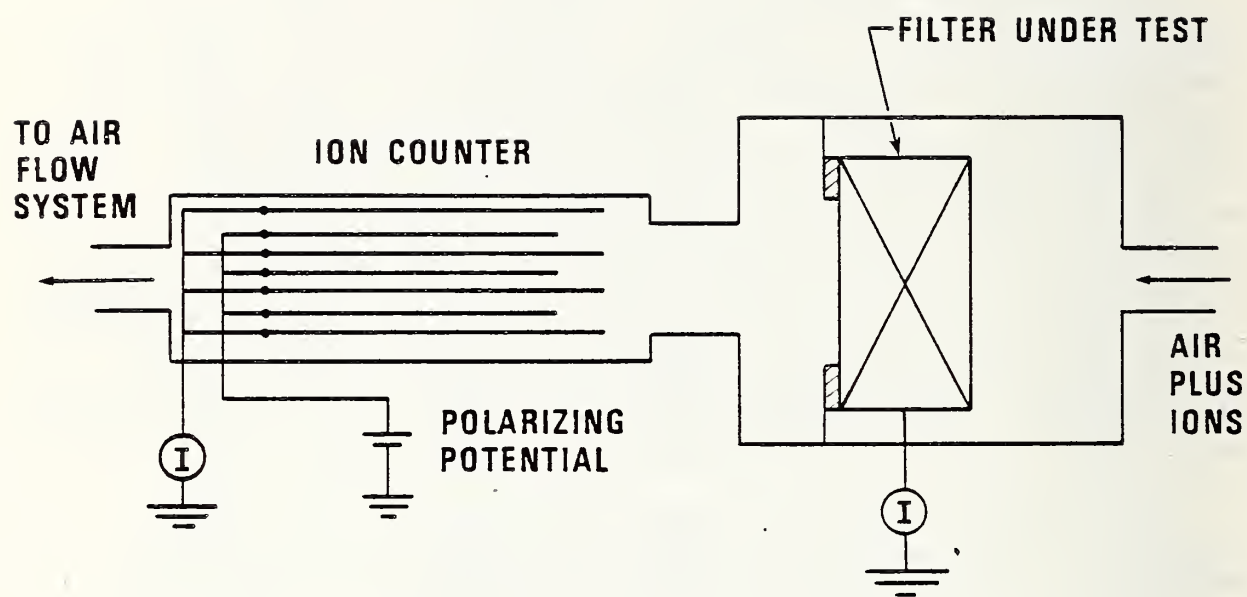 FILTER UNDER TEST
TO AIR
FLOW
SYSTEM
ION COUNTER
AIR
PLUS
IONS
POLARIZING
POTENTIAL
I
I